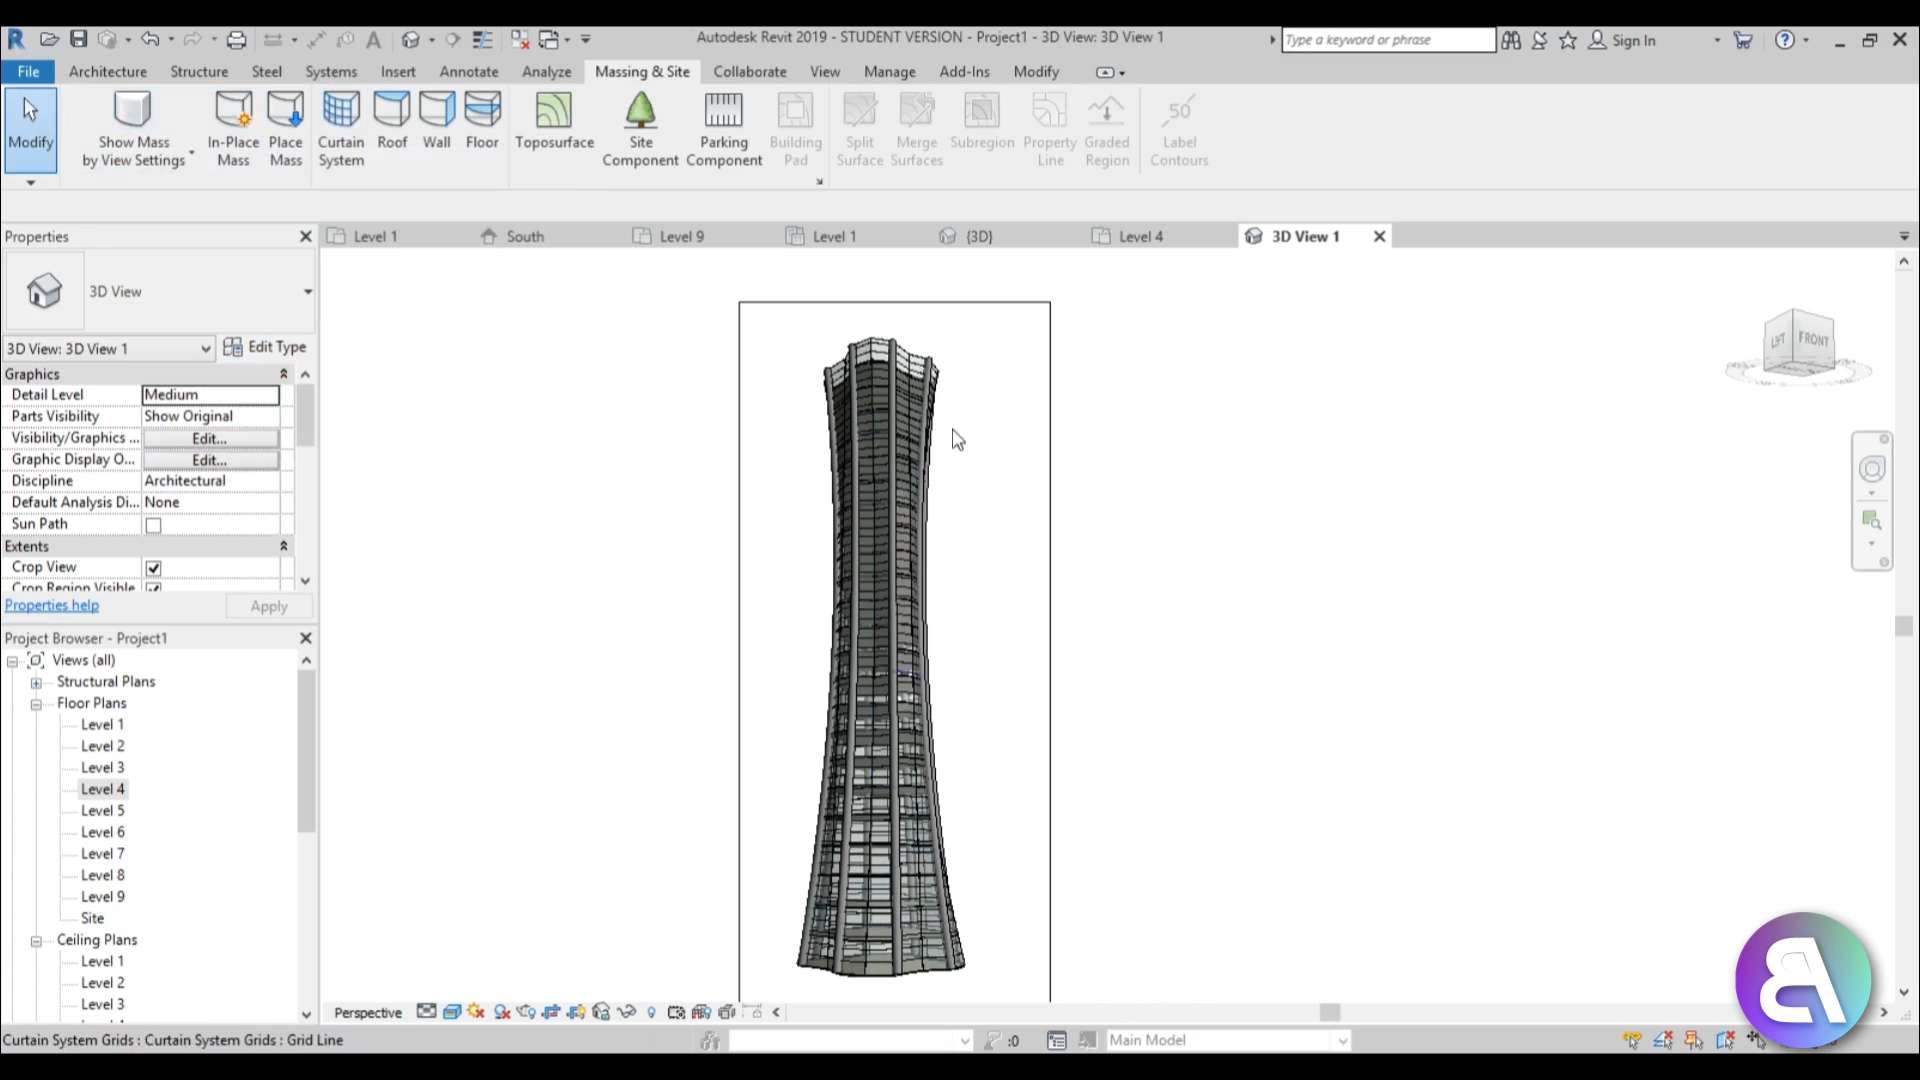 Autodesk Revit 2019 - STUDENT VERSION - Project1 - 3D View: 3D View 1
Type a keyword or phrase
Sign In
File
Architecture
Structure
Steel
Systems
Insert
Annotate
Analyze
Massing & Site
Collaborate
View
Manage
Add-Ins
Modify
Modify
Show Mass
by View Settings
In-Place
Mass
Place
Mass
Curtain
System
Roof
Wall
Floor
Toposurface
Site
Component
Parking
Component
Building
Pad
Split
Surface
Merge
Surfaces
Subregion
Property
Line
Graded
Region
50
Label
Contours
Properties
Level 1
South
Level 9
Level 1
{3D}
Level 4
3D View 1
3D View
3D View: 3D View 1
Edit Type
Graphics
Detail Level
Medium
Parts Visibility
Show Original
Visibility/Graphics ...
Edit...
Graphic Display O...
Edit...
Discipline
Architectural
Default Analysis Di...
None
Sun Path
Extents
Crop View
Crop Region Visible
Properties help
Apply
LEFT
FRONT
Project Browser - Project1
Views (all)
Structural Plans
Floor Plans
Level 1
Level 2
Level 3
Level 4
Level 5
Level 6
Level 7
Level 8
Level 9
Site
Ceiling Plans
Level 1
Level 2
Level 3
Perspective
Curtain System Grids : Curtain System Grids : Grid Line
:0
Main Model